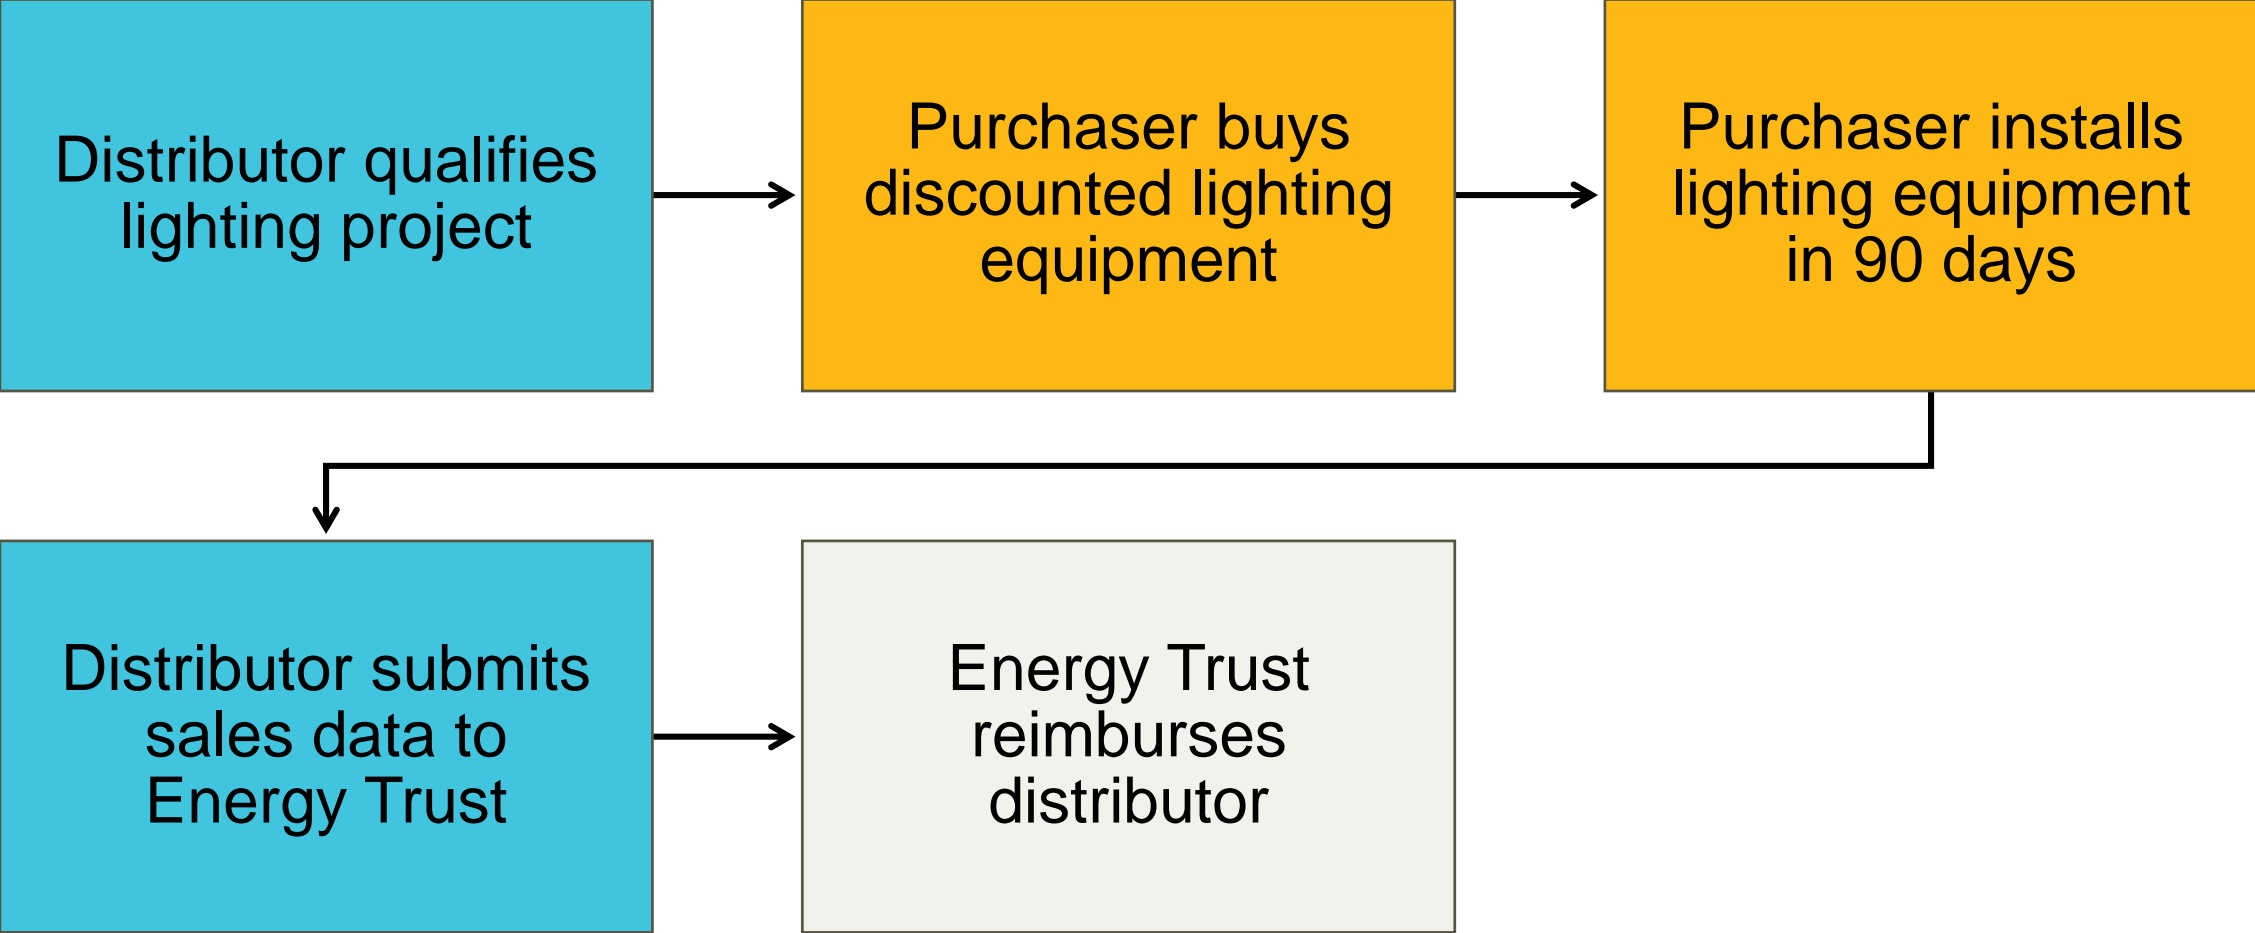 Distributor qualifies
lighting project
Purchaser buys
discounted lighting
equipment
Purchaser installs
lighting equipment
in 90 days
Distributor submits
sales data to
Energy Trust
Energy Trust
reimburses
distributor